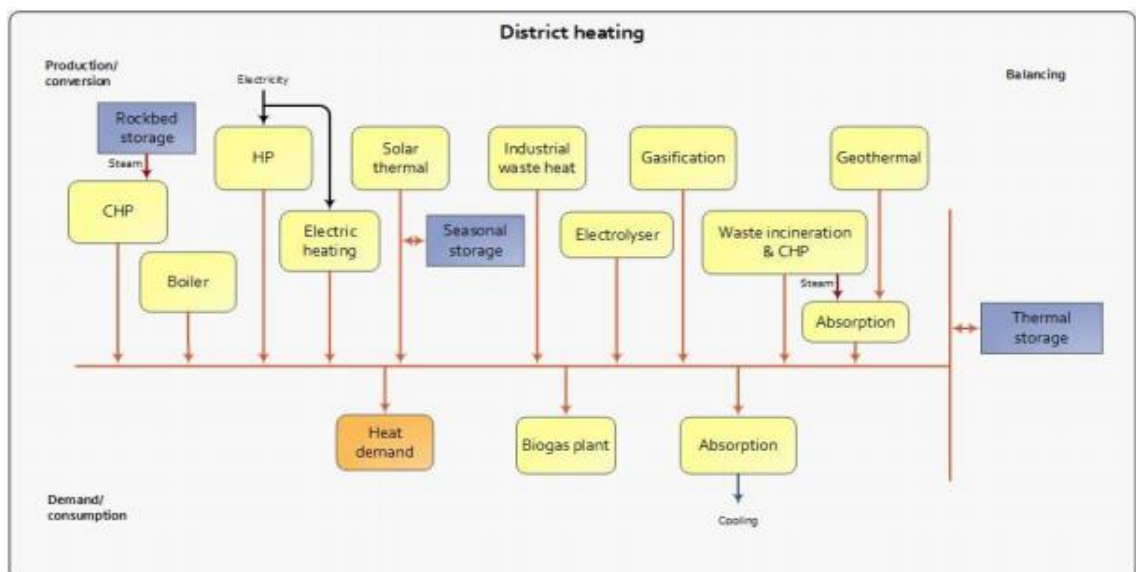 District heating
Production/
conversion
Balancing
Electricity
Rockbed
storage
Steam
CHP
Boiler
HP
Electric
heating
Solar
thermal
Seasonal
storage
Industrial
waste heat
Electrolyser
Gasification
Waste incineration
& CHP
Steam
Geothermal
Absorption
Thermal
storage
Heat
demand
Biogas plant
Absorption
Cooling
Demand/
consumption